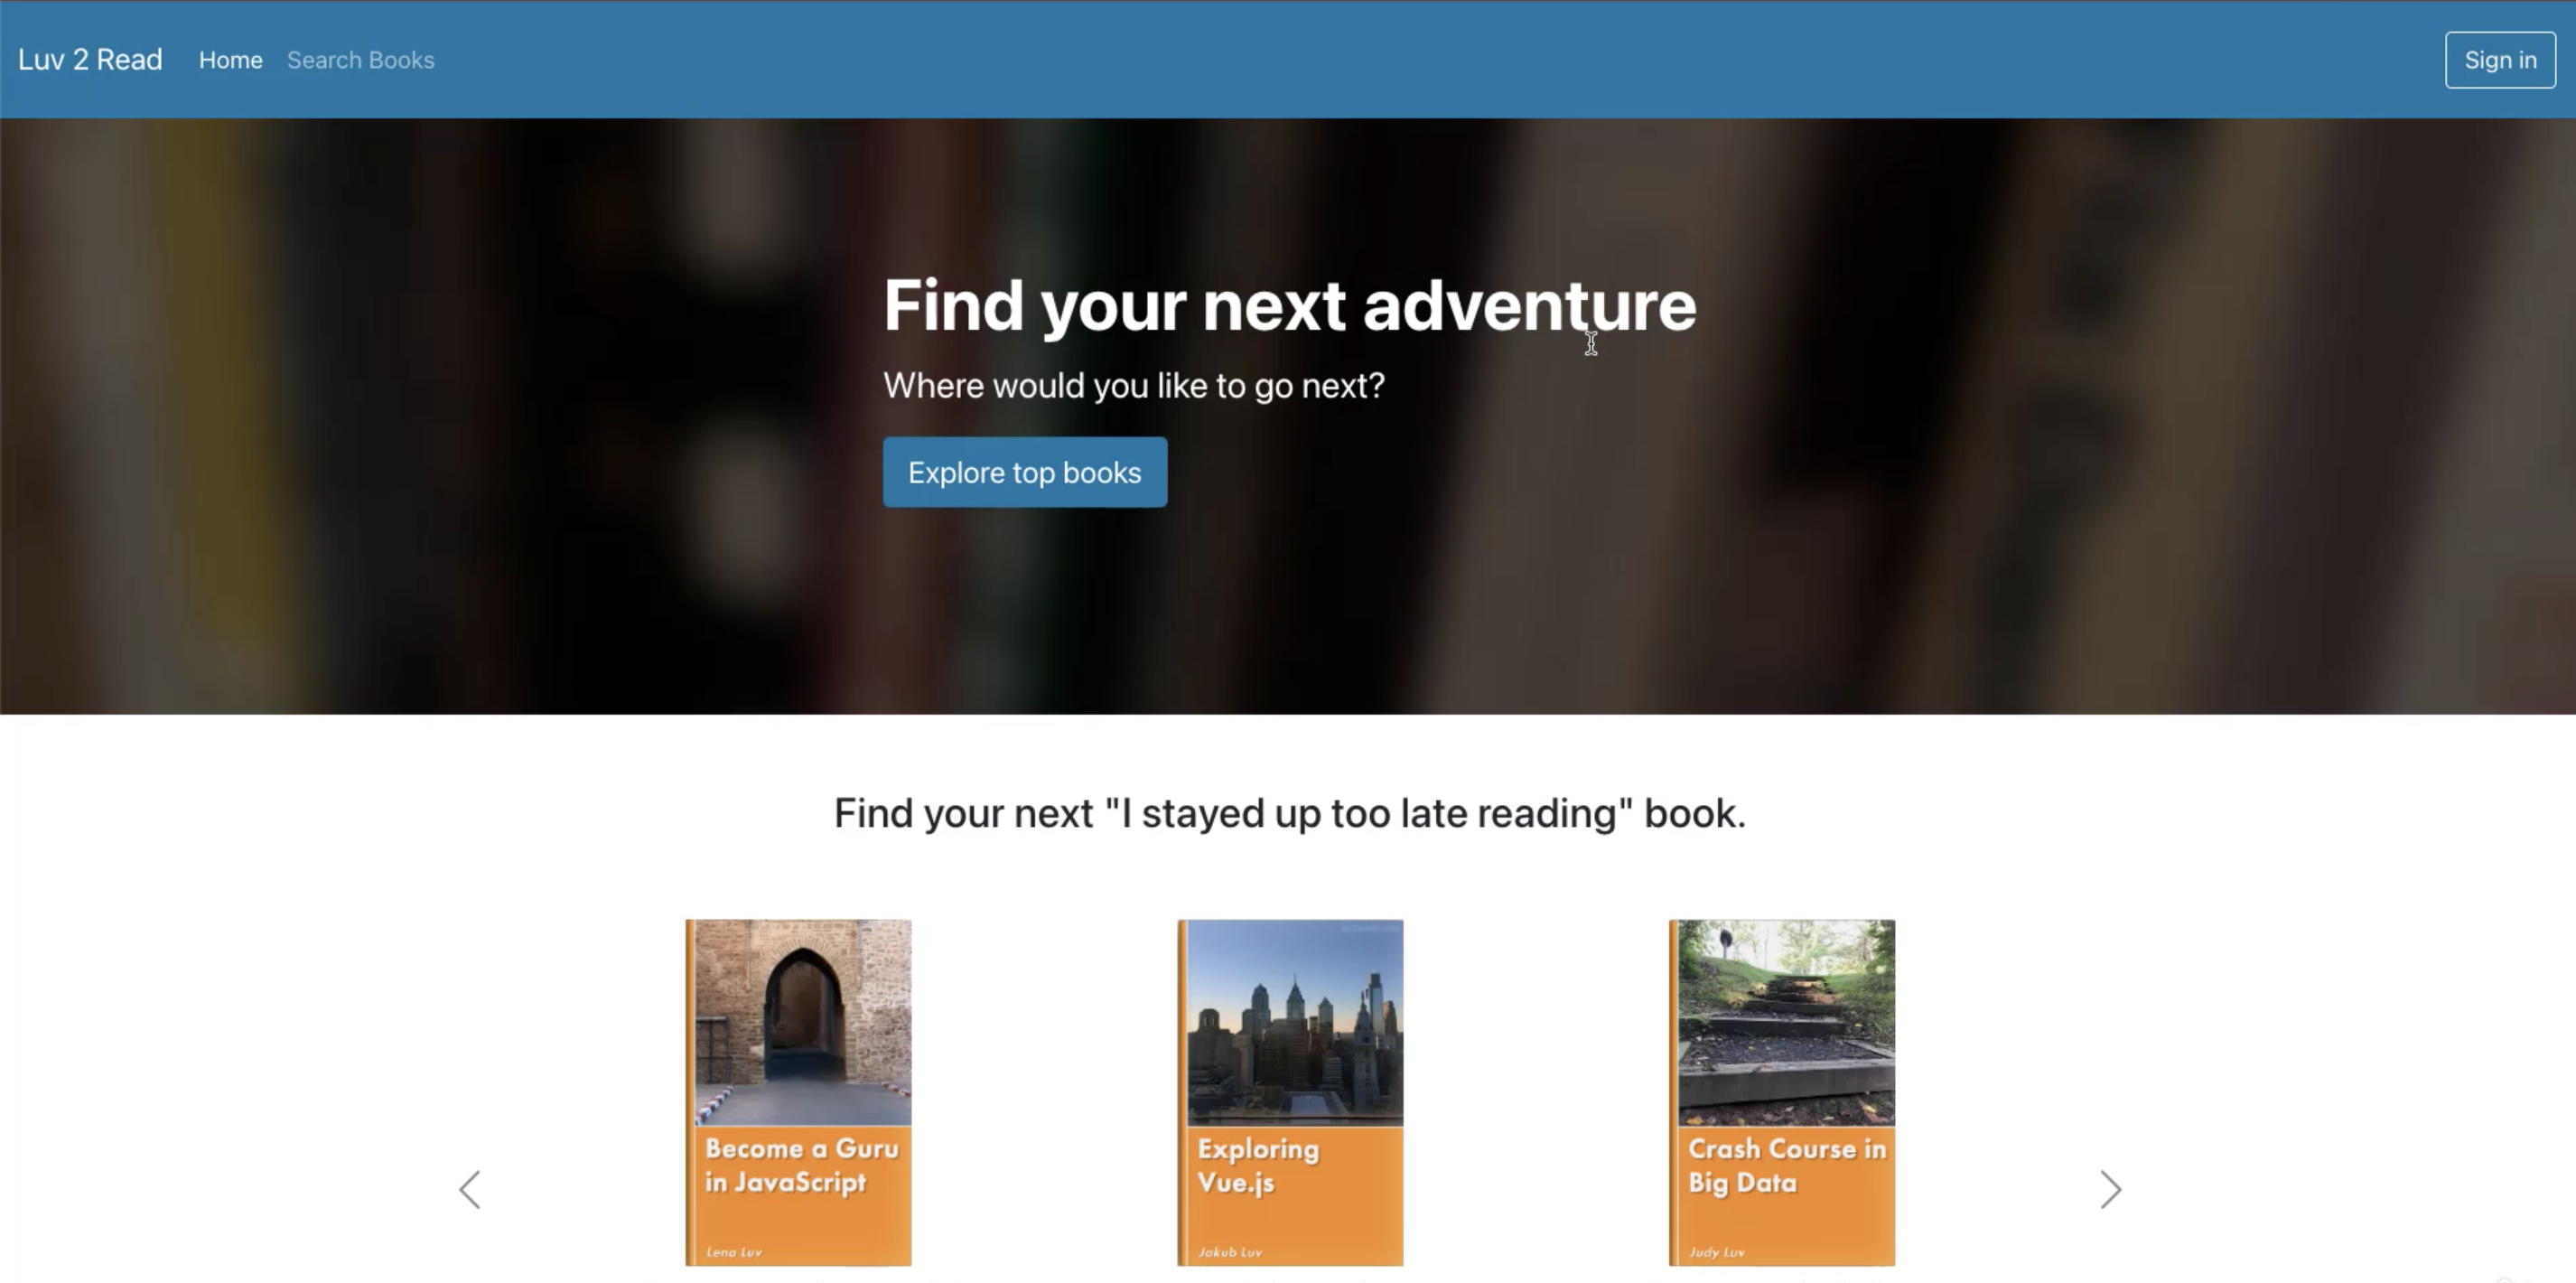 Luv 2 Read Home Search Books Sign in
Find your next adventure
Where would you like to go next?
Explore top books
Find your next "I stayed up too late reading" book.
Become a Guru
in JavaScript
Lena Luv
Exploring
Vue.js
Jakub Luv
Crash Course in
Big Data
Judy Luv